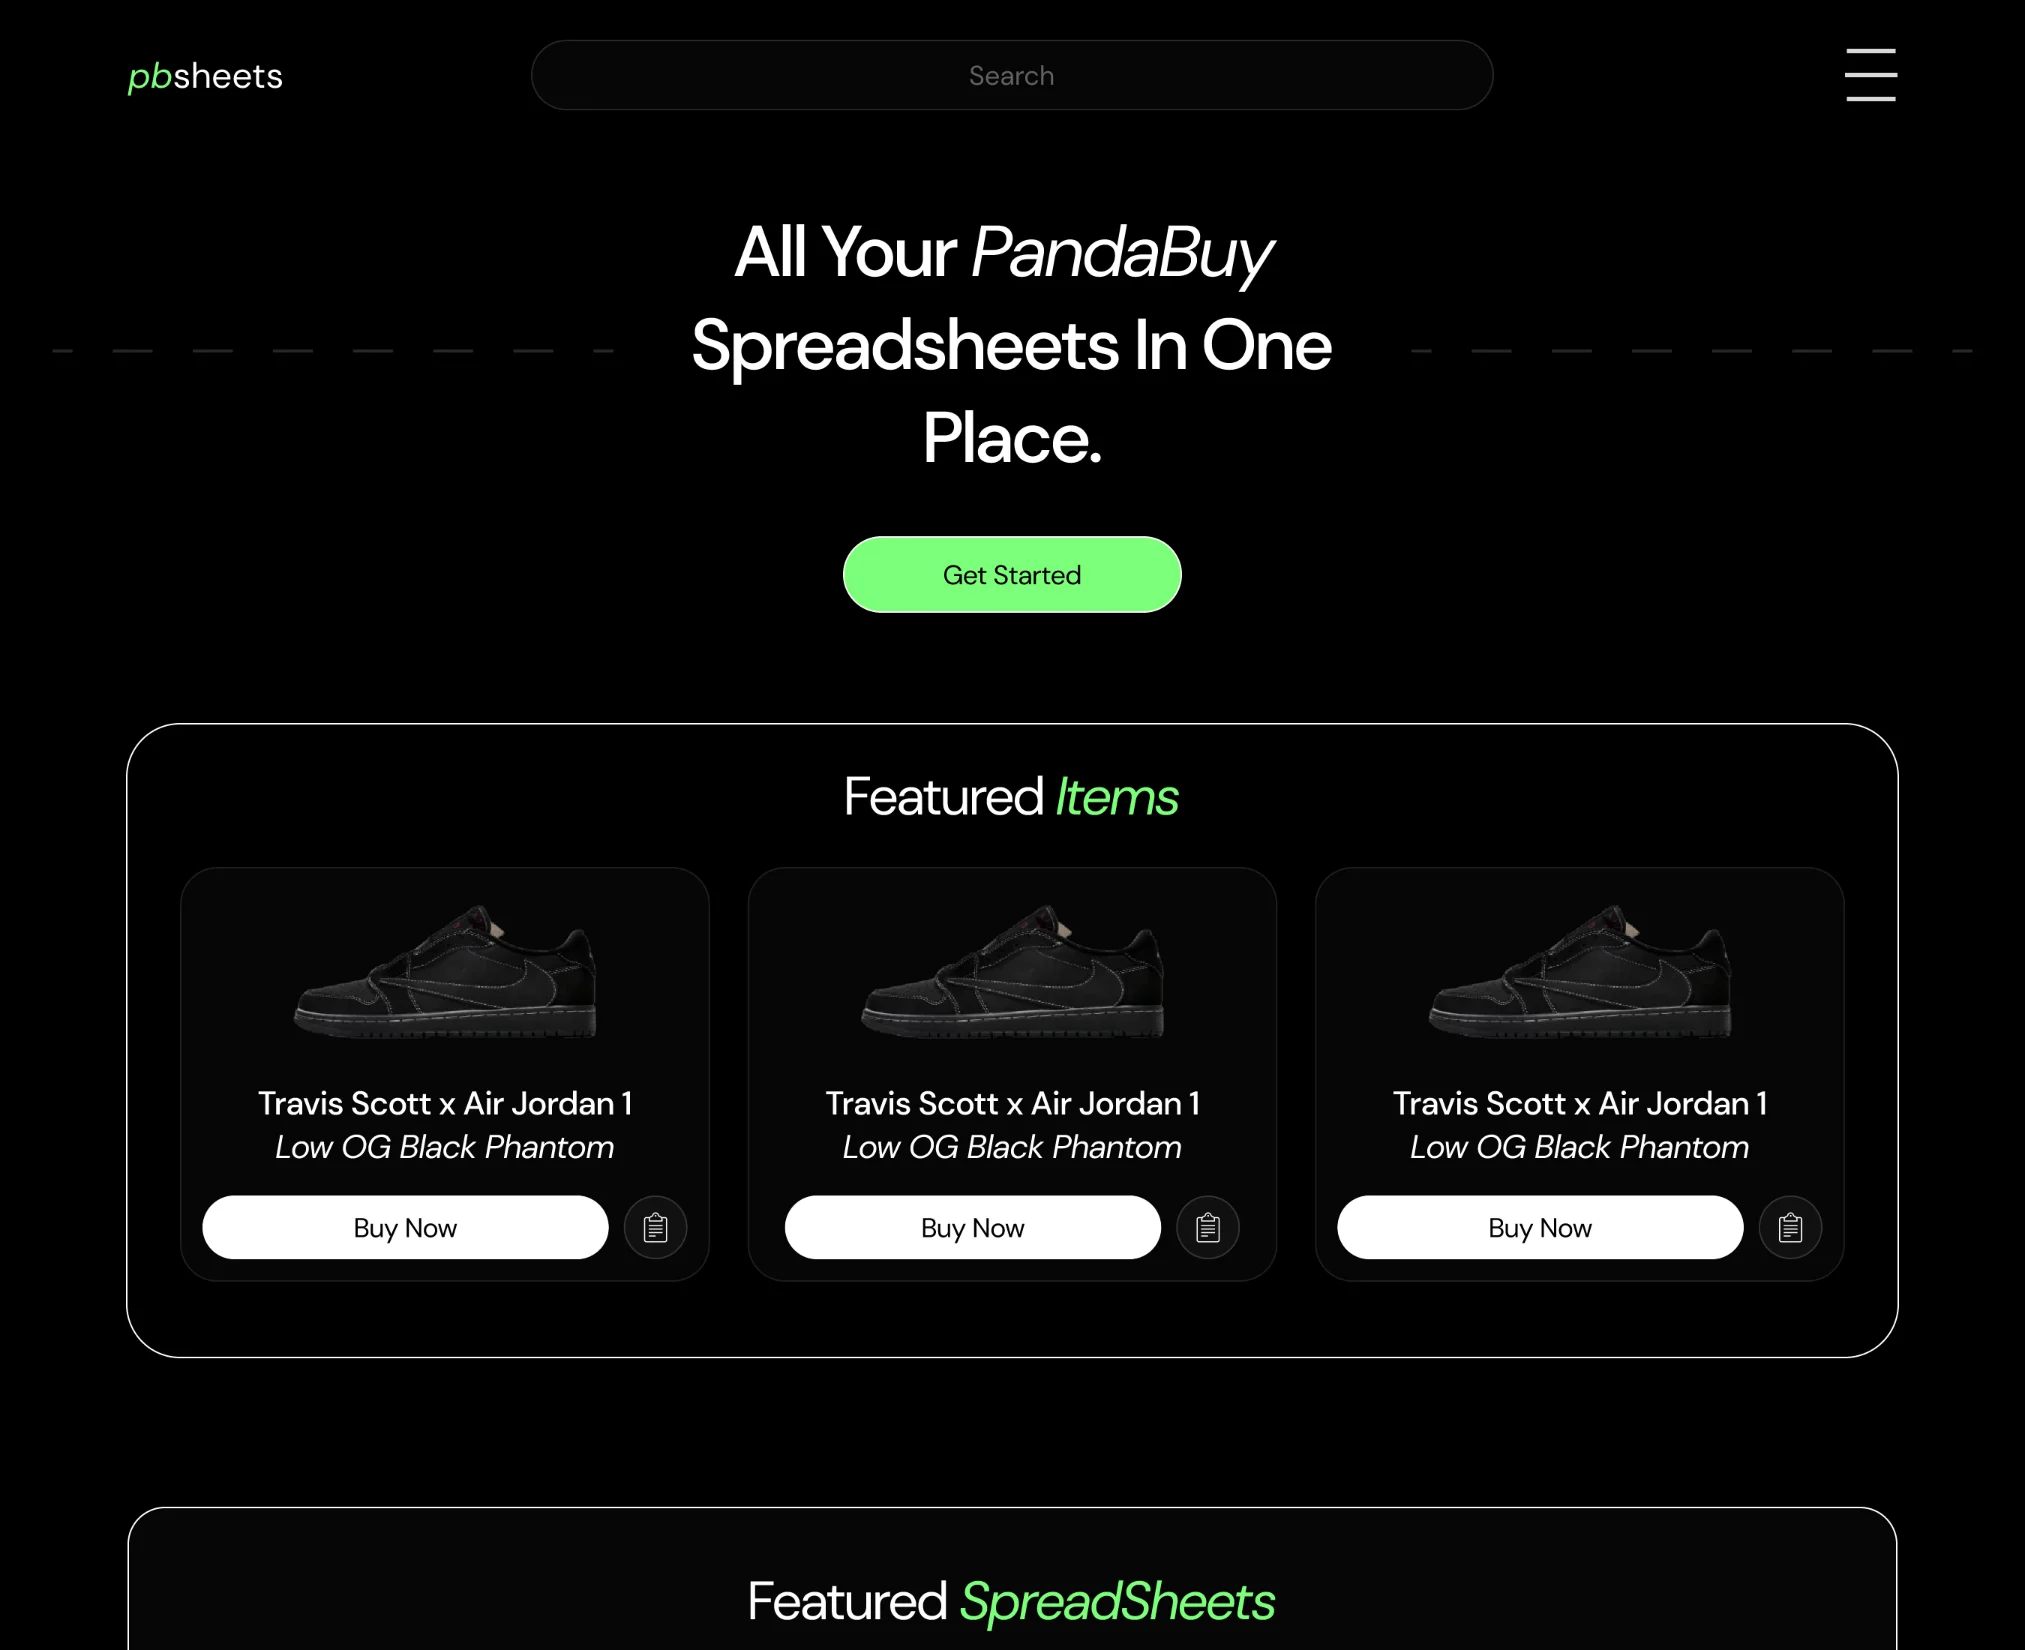 pbsheets
Search
All Your PandaBuy
Spreadsheets In One
Place.
Get Started
Featured Items
Travis Scott x Air Jordan 1
Low OG Black Phantom
Buy Now
Travis Scott x Air Jordan 1
Low OG Black Phantom
Buy Now
Travis Scott x Air Jordan 1
Low OG Black Phantom
Buy Now
Featured SpreadSheets